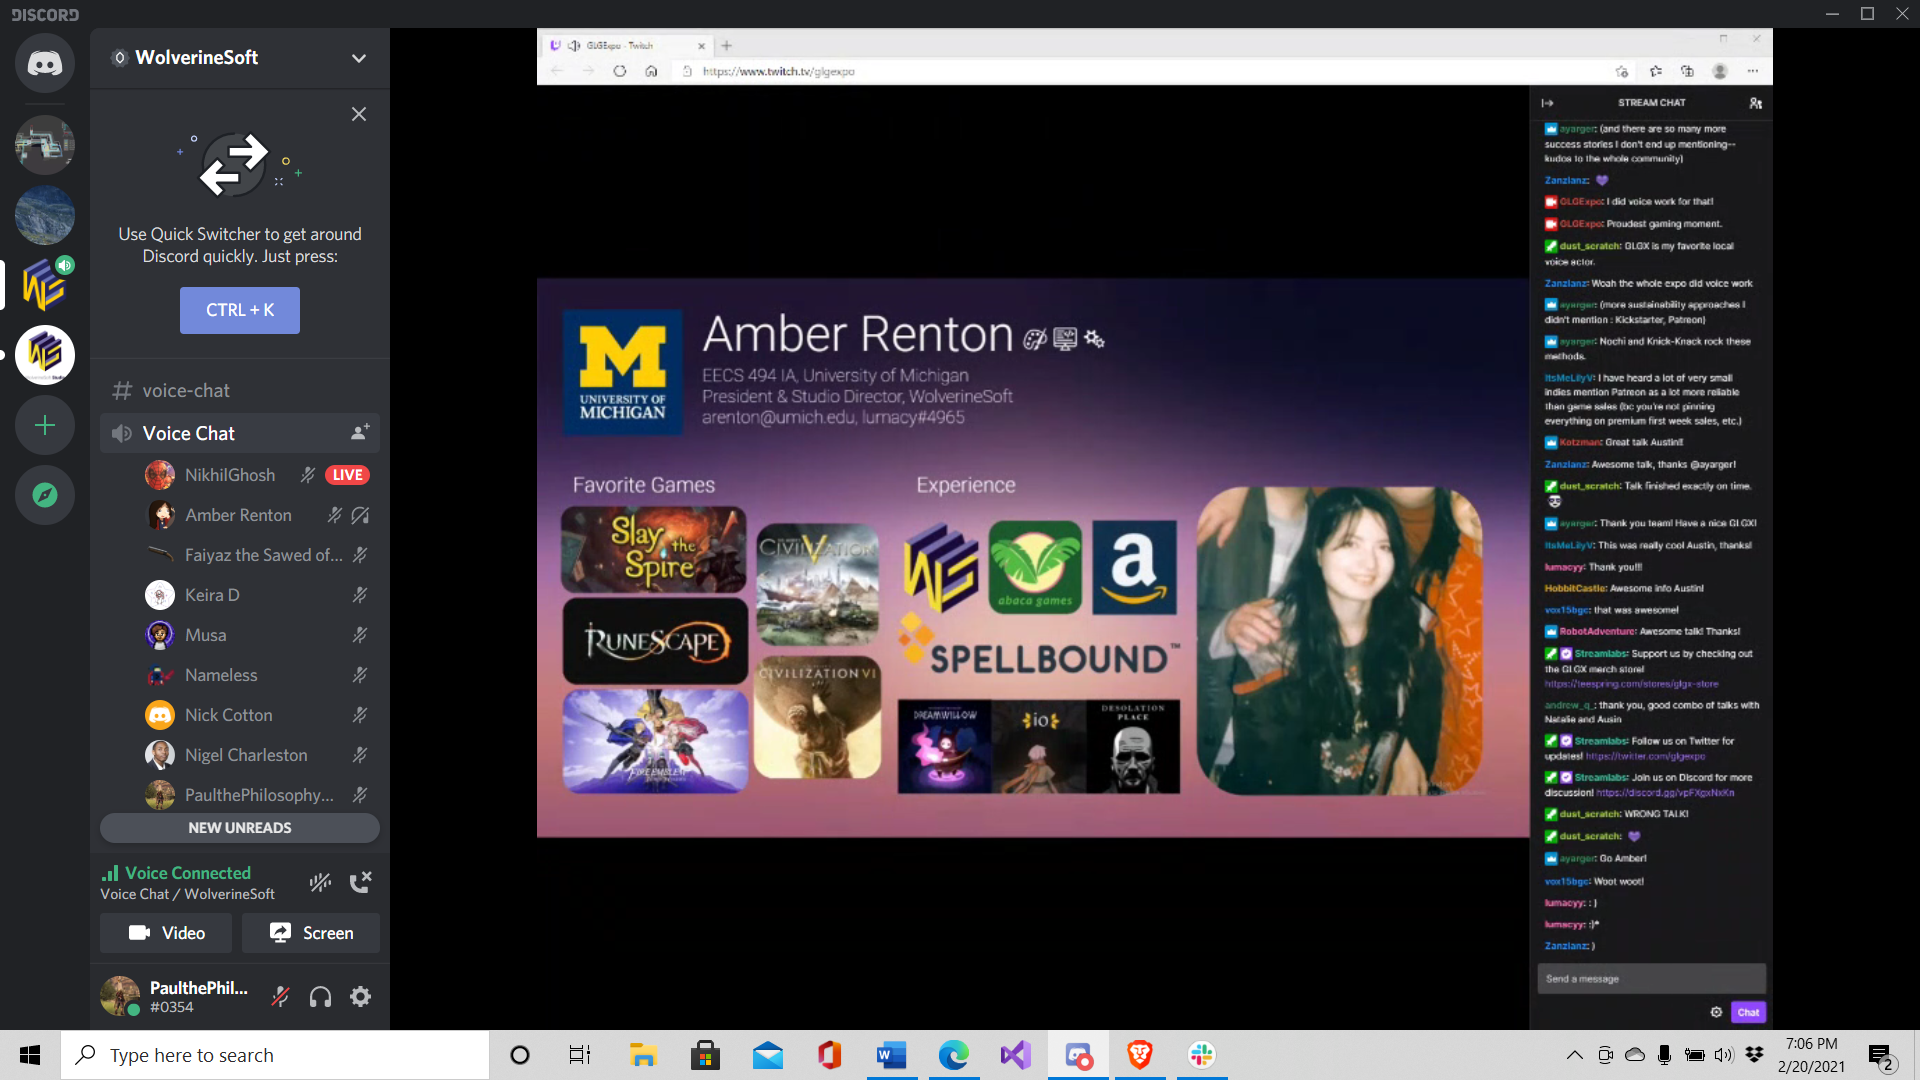 DISCORD
WolverineSoft
Use Quick Switcher to get around
Discord quickly. Just press:
CTRL + K
voice-chat
Voice Chat
NikhilGhosh LIVE
Amber Renton
Faiyaz the Sawed of...
Keira D
Musa
Nameless
Nick Cotton
Nigel Charleston
PaulthePhilosophy...
NEW UNREADS
Voice Connected
Voice Chat / WolverineSoft
Video Screen
PaulthePhil...
#0354
GLGExpo - Twitch
https://www.twitch.tv/glgexpo
M
UNIVERSITY OF
MICHIGAN
Amber Renton
EECS 494 IA, University of Michigan
President & Studio Director, WolverineSoft
arenton@umich.edu, lumacy#4965
Favorite Games
Slay
the
Spire
CIVILIZATION V
RUNESCAPE
CIVILIZATION VI
FIRE EMBLEM
Experience
WS
abaca games
a
SPELLBOUND™
DREAMWILLOW
io
DESOLATION
PLACE
STREAM CHAT
ayarger: (and there are so many more
success stories I don't end up mentioning--
kudos to the whole community)
Zanzlanz:
GLGExpo: I did voice work for that!
GLGExpo: Proudest gaming moment.
dust_scratch: GLGX is my favorite local
voice actor.
Zanzlanz: Woah the whole expo did voice work
ayarger: (more sustainability approaches I
didn't mention : Kickstarter, Patreon)
ayarger: Nochi and Knick-Knack rock these
methods.
ItsMeLilyV: I have heard a lot of very small
indies mention Patreon as a lot more reliable
than game sales (bc you're not pinning
everything on premium first week sales, etc.)
Kotzman: Great talk Austin!!
Zanzlanz: Awesome talk, thanks @ayarger!
dust_scratch: Talk finished exactly on time.
ayarger: Thank you team! Have a nice GLGX!
ItsMeLilyV: This was really cool Austin, thanks!
lumacyy: Thank you!!!
HobbitCastle: Awesome info Austin!
vox15bgc: that was awesome!
RobotAdventure: Awesome talk! Thanks!
Streamlabs: Support us by checking out
the GLGX merch store!
https://teespring.com/stores/glgx-store
andrew_q_: thank you, good combo of talks with
Natalie and Ausin
Streamlabs: Follow us on Twitter for
updates! https://twitter.com/glgexpo
Streamlabs: Join us on Discord for more
discussion! https://discord.gg/vpFXgxNxKn
dust_scratch: WRONG TALK!
dust_scratch:
ayarger: Go Amber!
vox15bgc: Woot woot!
lumacyy: : )
lumacyy: :)*
Zanzlanz: )
Send a message
Chat
Type here to search
7:06 PM
2/20/2021
2